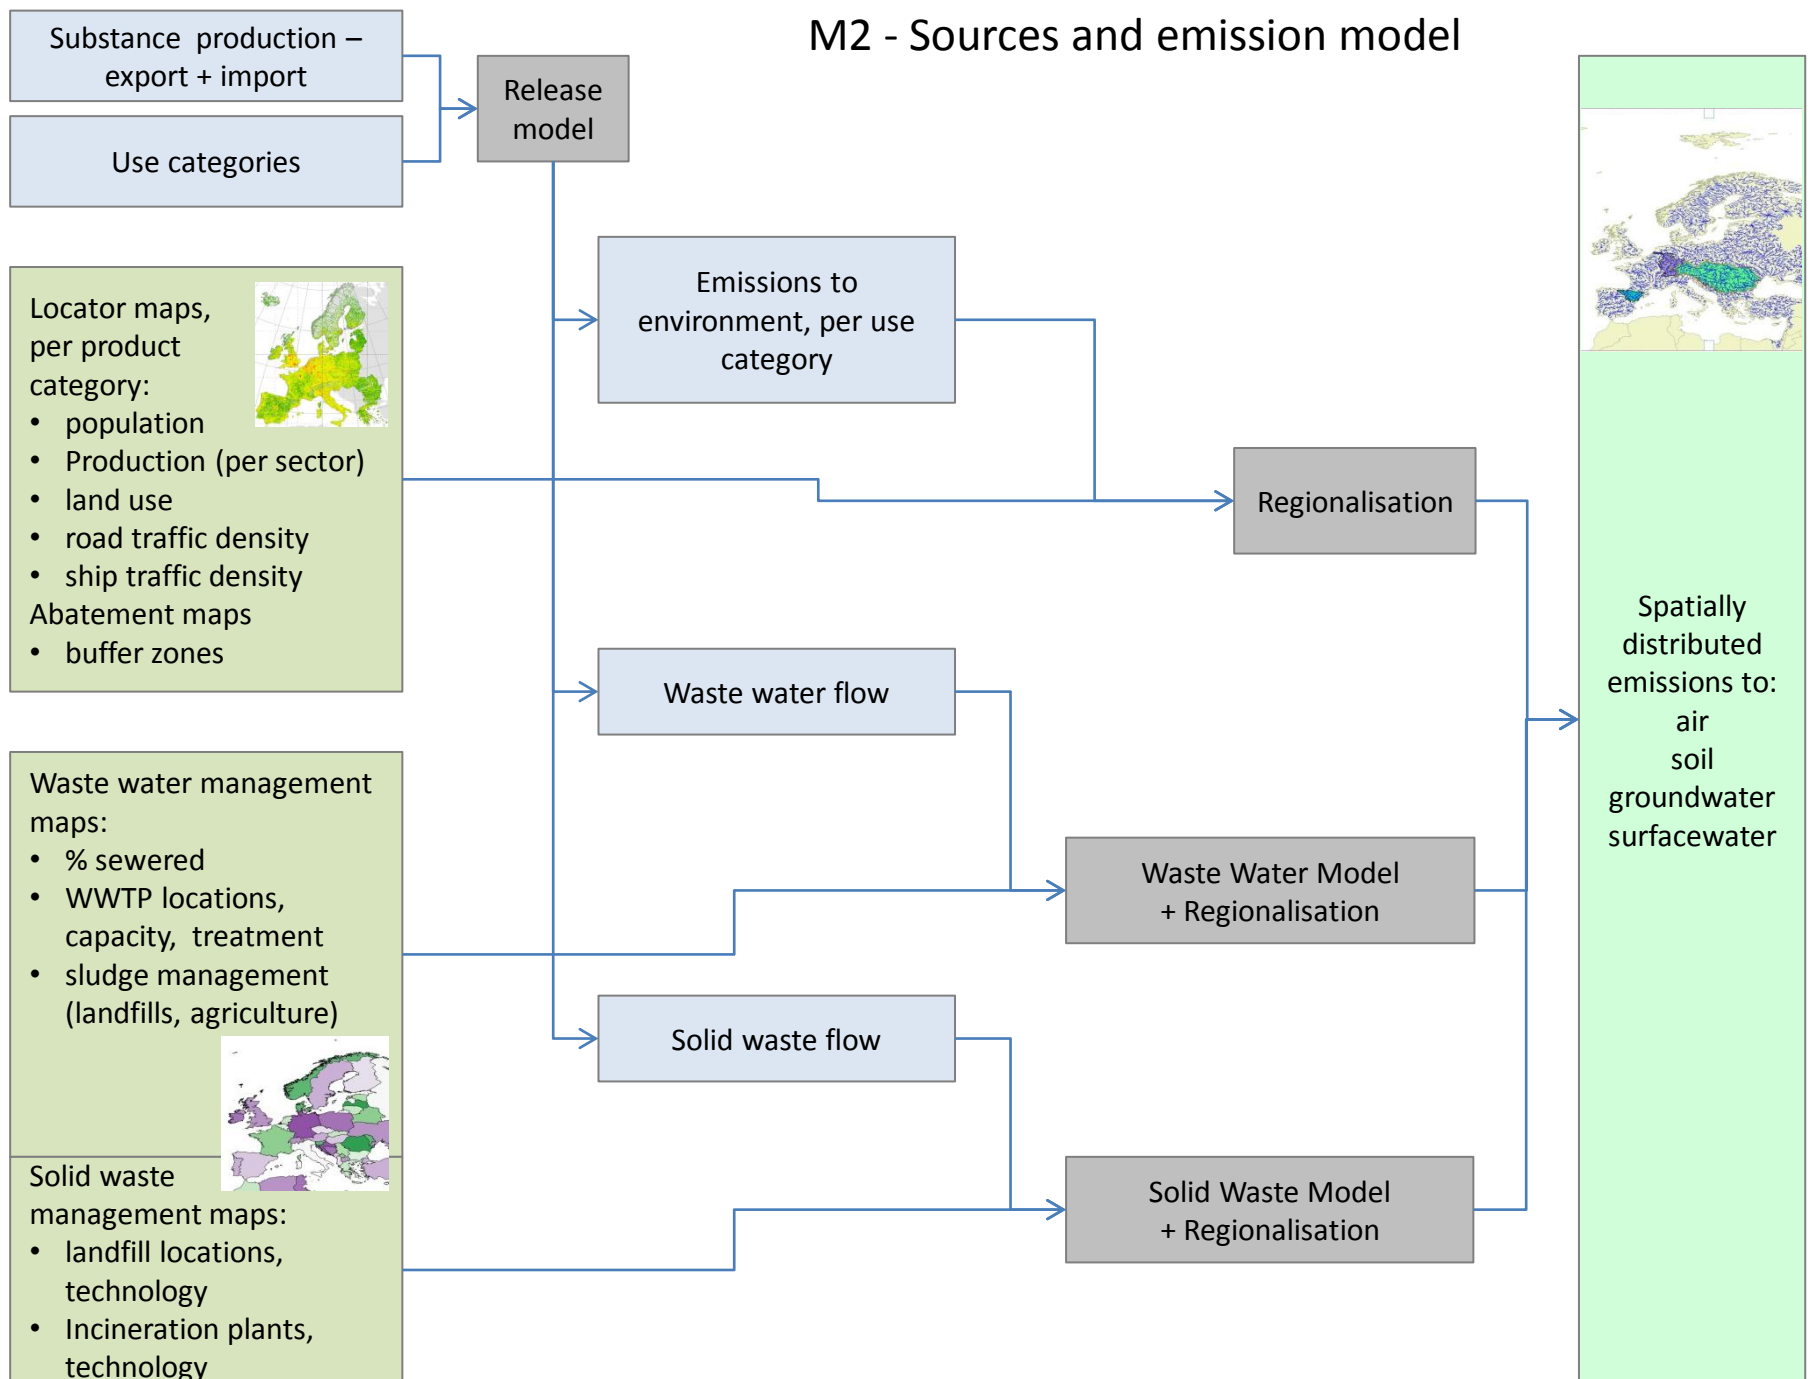 M2 - Sources and emission model
Substance production –
export + import
Use categories
Release
model
Locator maps,
per product
category:
• population
• Production (per sector)
• land use
• road traffic density
• ship traffic density
Abatement maps
• buffer zones
Emissions to
environment, per use
category
Regionalisation
Waste water flow
Waste water management
maps:
• % sewered
• WWTP locations,
capacity, treatment
• sludge management
(landfills, agriculture)
Waste Water Model
+ Regionalisation
Solid waste flow
Solid waste
management maps:
• landfill locations,
technology
• Incineration plants,
technology
Solid Waste Model
+ Regionalisation
Spatially
distributed
emissions to:
air
soil
groundwater
surfacewater